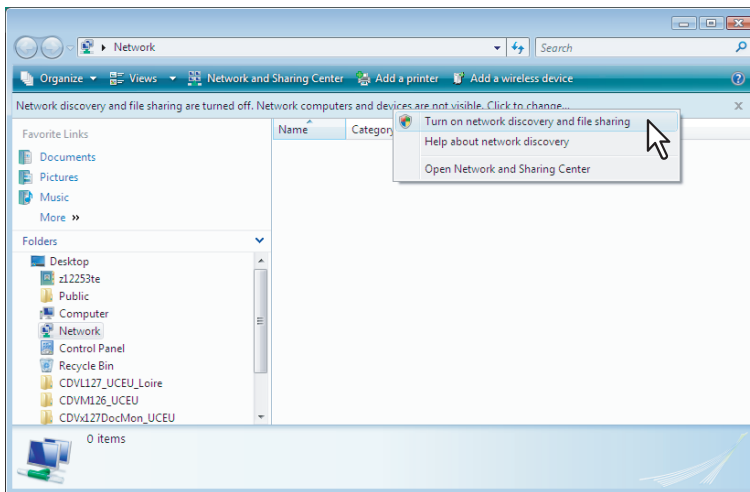 Network
Search
Organize Views Network and Sharing Center Add a printer Add a wireless device
Network discovery and file sharing are turned off. Network computers and devices are not visible. Click to change...
Favorite Links
Name Category
Turn on network discovery and file sharing
Help about network discovery
Open Network and Sharing Center
Documents
Pictures
Music
More »
Folders
Desktop
z12253te
Public
Computer
Network
Control Panel
Recycle Bin
CDVL127_UCEU_Loire
CDVM126_UCEU
CDVx127DocMon_UCEU
0 items